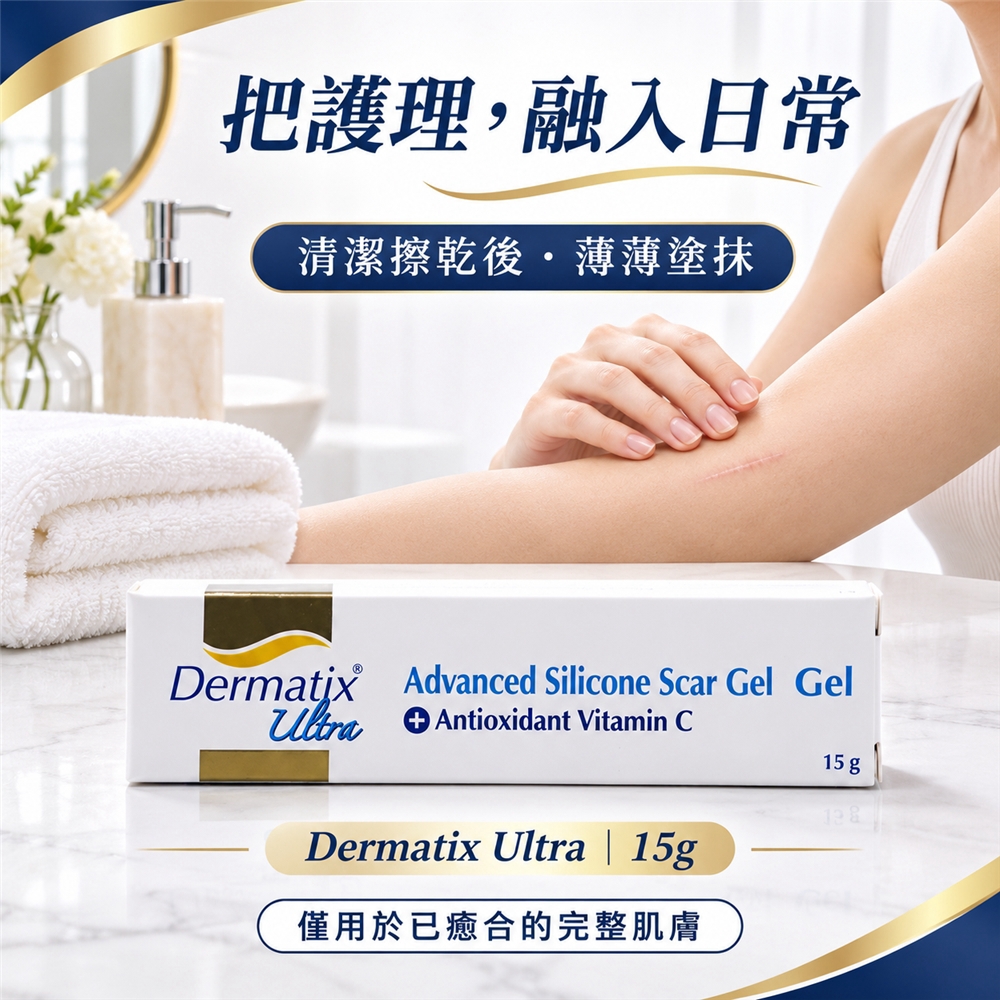 把護理，融入日常
清潔擦乾後・薄薄塗抹
Dermatix®
Ultra
Advanced Silicone Scar Gel Gel
+ Antioxidant Vitamin C
15 g
Dermatix Ultra | 15g
僅用於已癒合的完整肌膚